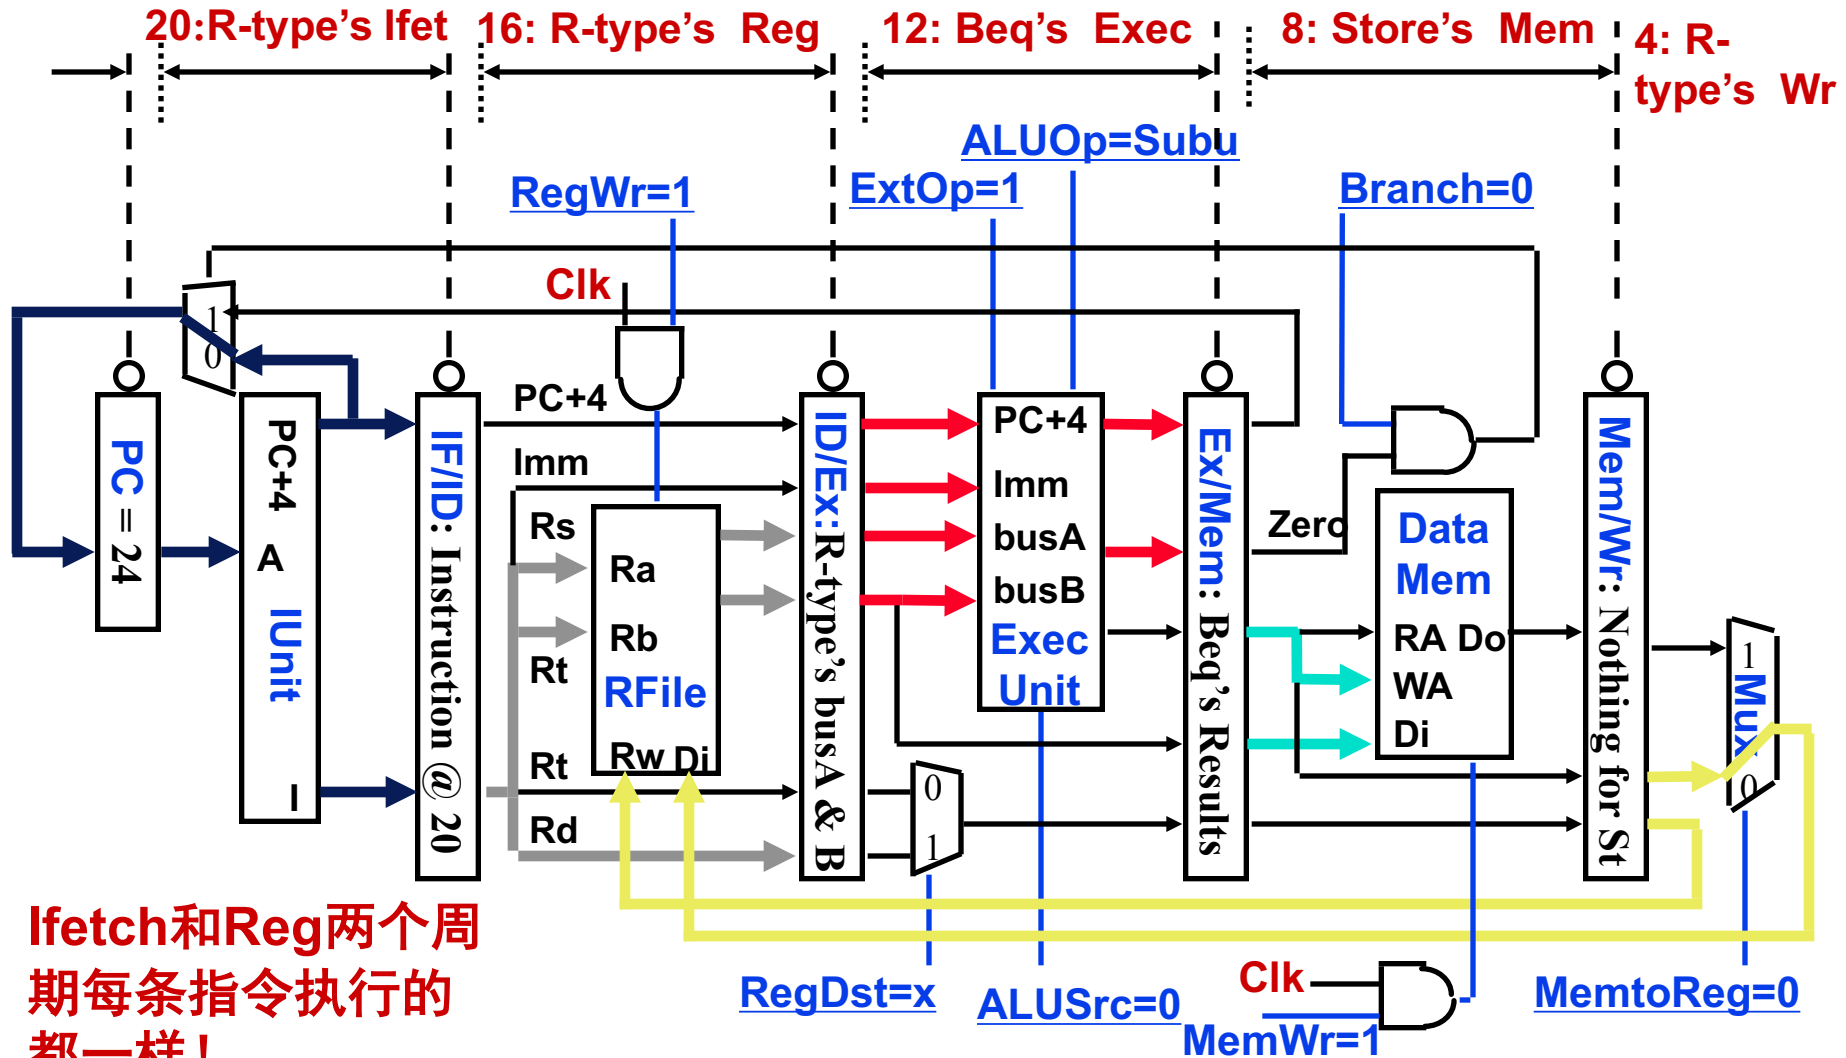 20:R-type's Ifet
16: R-type's Reg
12: Beq's Exec
8: Store's Mem
4: R-
type's Wr
ALUOp=Subu
RegWr=1
ExtOp=1
Branch=0
Clk
1
0
PC = 24
PC+4
A
IUnit
I
IF/ID: Instruction @ 20
PC+4
Imm
Rs
Rt
Rt
Rd
Ra
Rb
RFile
Rw Di
ID/Ex:R-type's busA & B
PC+4
Imm
busA
busB
Exec
Unit
0
1
Ex/Mem: Beq's Results
Zero
Data
Mem
RA Do
WA
Di
Mem/Wr: Nothing for St
1
Mux
0
Ifetch和Reg两个周
期每条指令执行的
都一样！
RegDst=x
ALUSrc=0
Clk
MemWr=1
MemtoReg=0